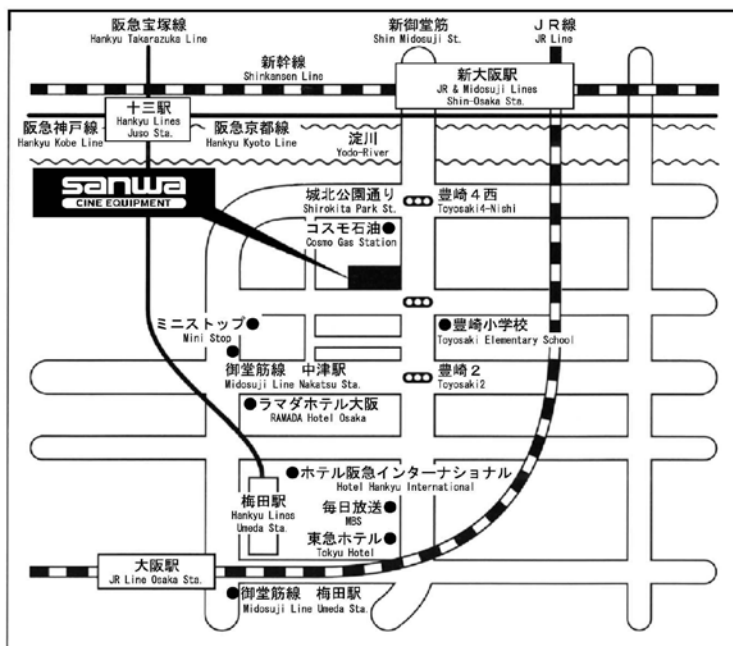 阪急宝塚線
Hankyu Takarazuka Line
新御堂筋
Shin Midosuji St.
ＪＲ線
JR Line
新幹線
Shinkansen Line
新大阪駅
JR & Midosuji Lines
Shin-Osaka Sta.
十三駅
Hankyu Lines
Juso Sta.
阪急神戸線
Hankyu Kobe Line
阪急京都線
Hankyu Kyoto Line
淀川
Yodo-River
sanwa
CINE EQUIPMENT
城北公園通り
Shirokita Park St.
豊崎４西
Toyosaki4-Nishi
コスモ石油
Cosmo Gas Station
ミニストップ
Mini Stop
豊崎小学校
Toyosaki Elementary School
御堂筋線　中津駅
Midosuji Line Nakatsu Sta.
豊崎２
Toyosaki2
ラマダホテル大阪
RAMADA Hotel Osaka
ホテル阪急インターナショナル
Hotel Hankyu International
梅田駅
Hankyu Lines
Umeda Sta.
毎日放送
MBS
東急ホテル
Tokyu Hotel
大阪駅
JR Line Osaka Sta.
御堂筋線　梅田駅
Midosuji Line Umeda Sta.